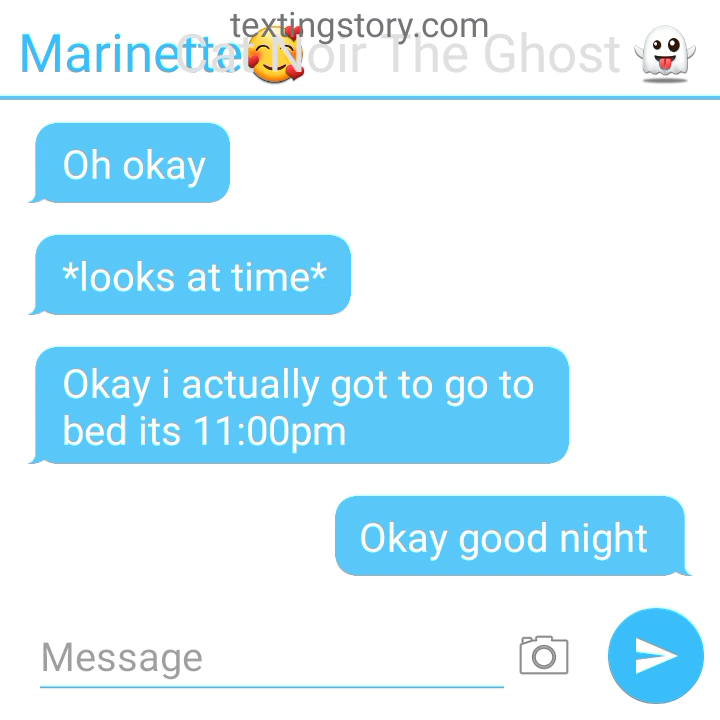 textingstory.com
Marinette🥰
Cat Noir The Ghost 👻
Oh okay
*looks at time*
Okay i actually got to go to
bed its 11:00pm
Okay good night
Message